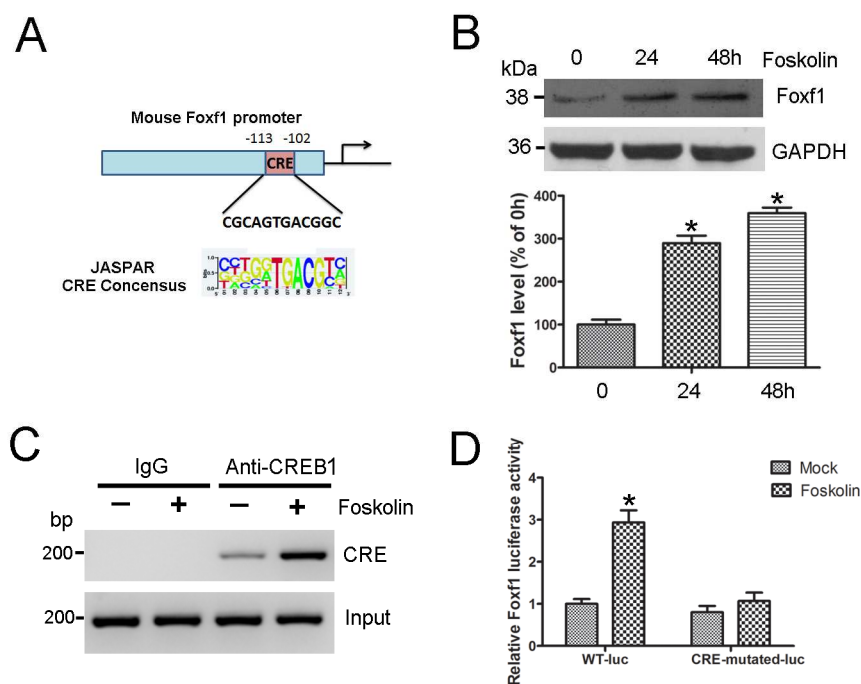 A
Mouse Foxf1 promoter
-113 -102
CRE
CGCAGTGACGGC
JASPAR
CRE Concensus
B
0 24 48h Foskolin
kDa
38 Foxf1
36 GAPDH
Foxf1 level (% of 0h)
400
300
200
100
0
* *
0 24 48h
C
IgG Anti-CREB1
− + − + Foskolin
bp
200 CRE
200 Input
D
Relative Foxf1 luciferase activity
4
3
2
1
0
*
Mock
Foskolin
WT-luc CRE-mutated-luc